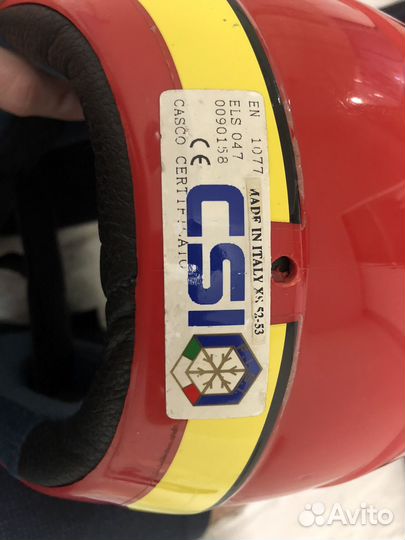 EN 1077
ELS 047
0090158
CE
CASCO CERTIFICATO
CSI
MADE IN ITALY XS 52-53
Avito